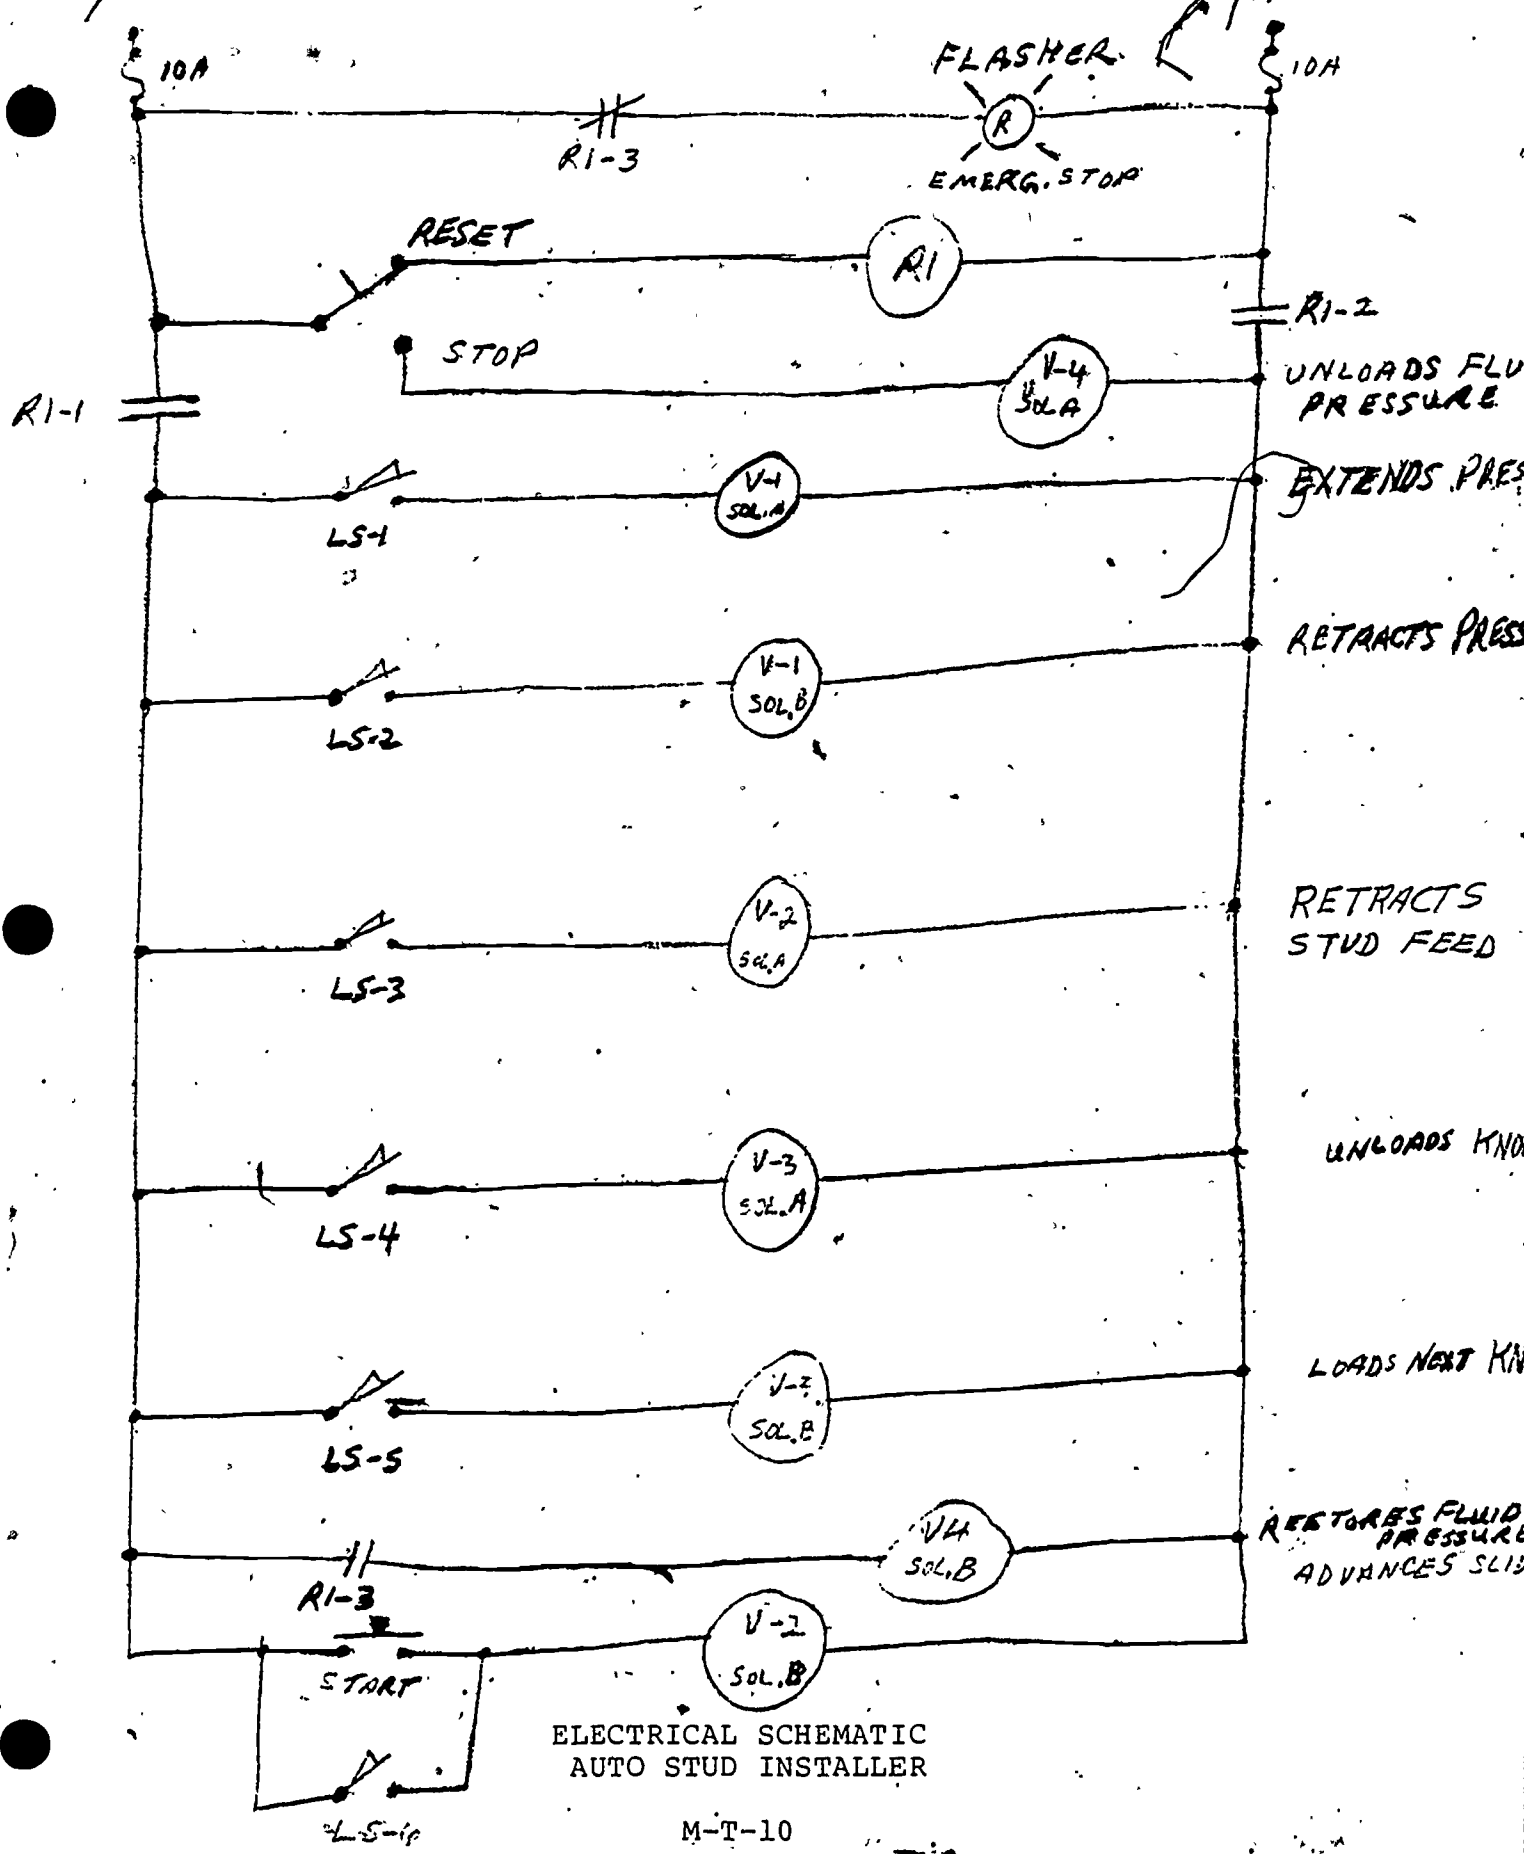 10A
FLASHER
10A
R
R1-3
EMERG. STOP
RESET
R1
R1-2
STOP
V-4
SOL A
UNLOADS FLU
PRESSURE
R1-1
V-1
SOL.A
EXTENDS PRES
LS-1
RETRACTS PRESS
V-1
SOL.B
LS-2
V-2
SOL.A
RETRACTS
STUD FEED
LS-3
V-3
SOL.A
UNLOADS KNO
LS-4
LOADS NEXT KN
SOL.B
LS-5
V4
SOL.B
RESTORES FLUID
PRESSURE
ADVANCES SLI
R1-3
V-2
SOL.B
START
ELECTRICAL SCHEMATIC
AUTO STUD INSTALLER
M-T-10